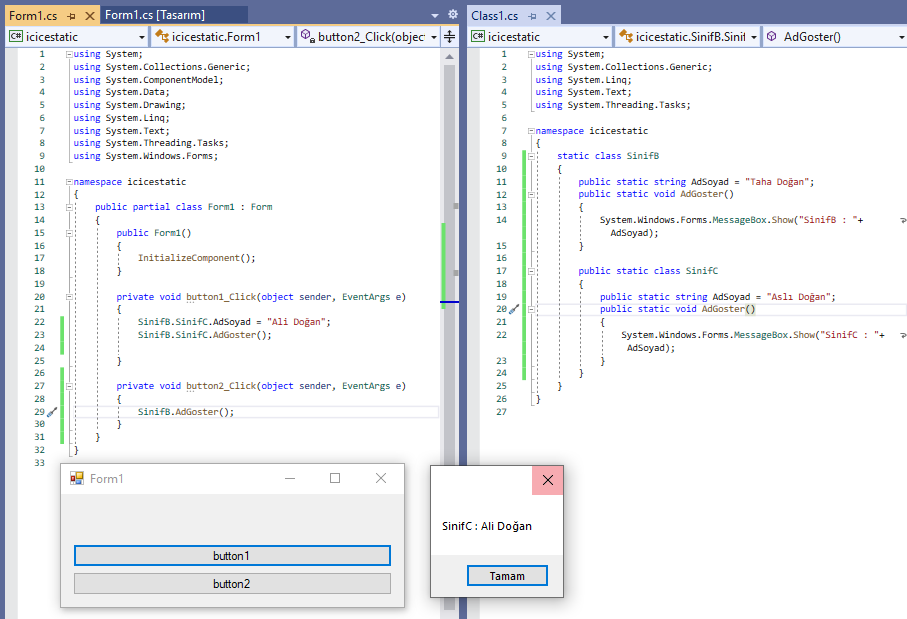 Form1.cs
Form1.cs [Tasarım]
C# icicestatic
icicestatic.Form1
button2_Click(objec
1 using System;
2 using System.Collections.Generic;
3 using System.ComponentModel;
4 using System.Data;
5 using System.Drawing;
6 using System.Linq;
7 using System.Text;
8 using System.Threading.Tasks;
9 using System.Windows.Forms;
10
11 namespace icicestatic
12 {
13 public partial class Form1 : Form
14 {
15 public Form1()
16 {
17 InitializeComponent();
18 }
19
20 private void button1_Click(object sender, EventArgs e)
21 {
22 SinifB.SinifC.AdSoyad = "Ali Doğan";
23 SinifB.SinifC.AdGoster();
24
25 }
26
27 private void button2_Click(object sender, EventArgs e)
28 {
29 SinifB.AdGoster();
30 }
31 }
32 }
33
Class1.cs
C# icicestatic
icicestatic.SinifB.Sinif
AdGoster()
1 using System;
2 using System.Collections.Generic;
3 using System.Linq;
4 using System.Text;
5 using System.Threading.Tasks;
6
7 namespace icicestatic
8 {
9 static class SinifB
10 {
11 public static string AdSoyad = "Taha Doğan";
12 public static void AdGoster()
13 {
14 System.Windows.Forms.MessageBox.Show("SinifB : "+
AdSoyad);
15 }
16
17 public static class SinifC
18 {
19 public static string AdSoyad = "Aslı Doğan";
20 public static void AdGoster()
21 {
22 System.Windows.Forms.MessageBox.Show("SinifC : "+
AdSoyad);
23 }
24 }
25 }
26 }
27
Form1
button1
button2
SinifC : Ali Doğan
Tamam